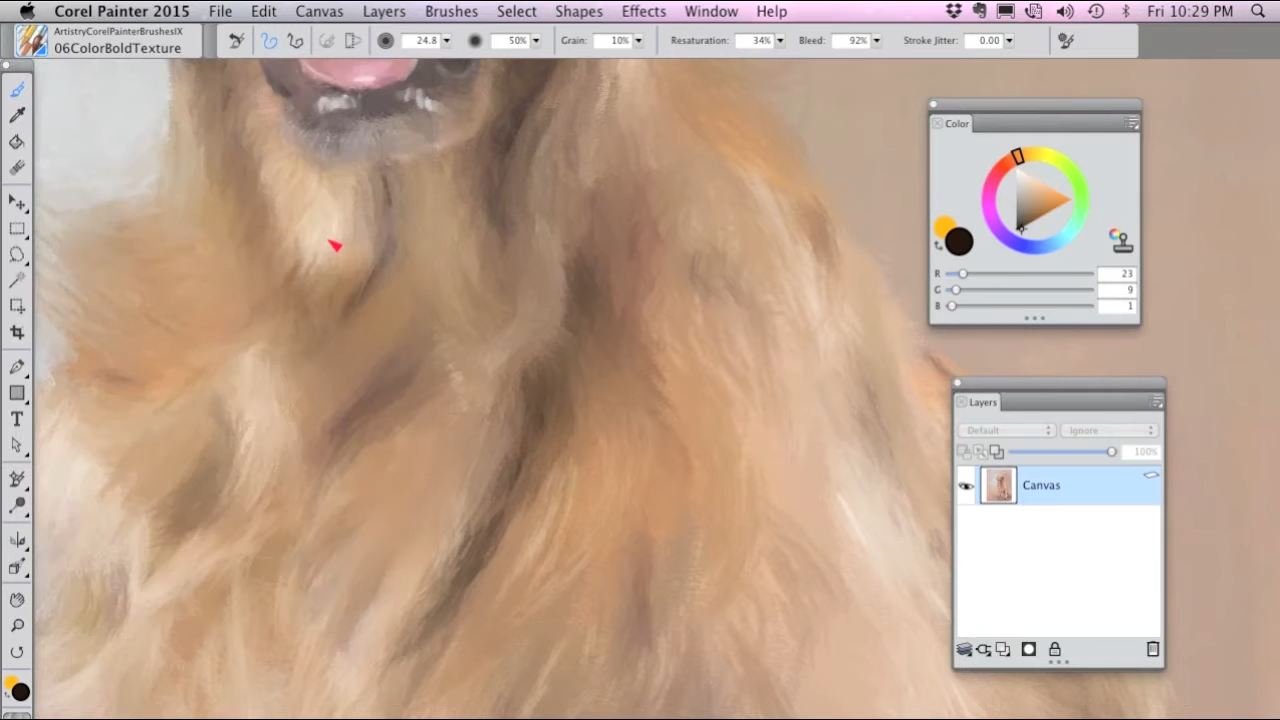 Corel Painter 2015 File Edit Canvas Layers Brushes Select Shapes Effects Window Help Fri 10:29 PM
ArtistryCorelPainterBrushesIX
06ColorBoldTexture
24.8 50% Grain: 10% Resaturation: 34% Bleed: 92% Stroke Jitter: 0.00
Color
R 23
G 9
B 1
Layers
Default Ignore
100%
Canvas
T